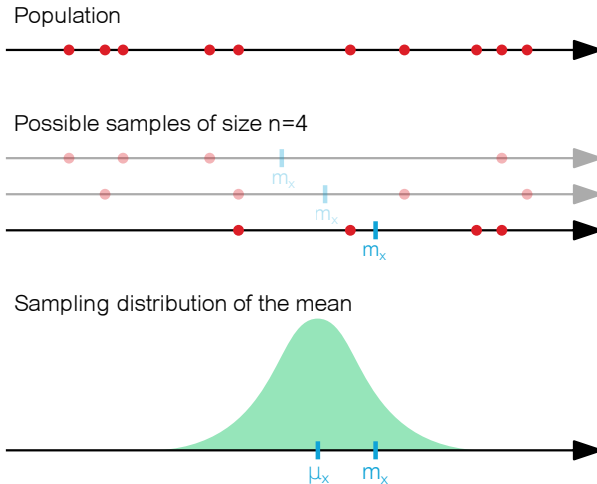 Population
Possible samples of size n=4
mₓ
mₓ
mₓ
Sampling distribution of the mean
μₓ mₓ